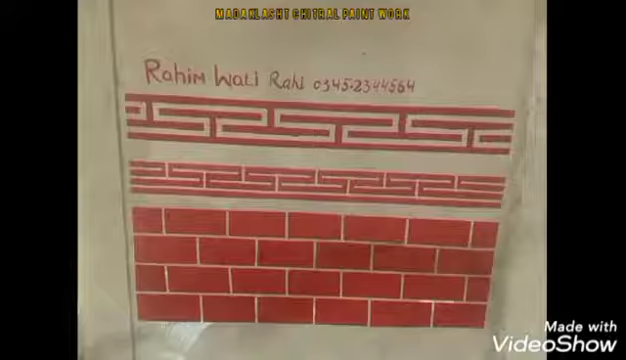 MADAKLASHT CHITRAL PAINT WORK
Rahim Wali Rahi 0345-2344564
Made with
VideoShow